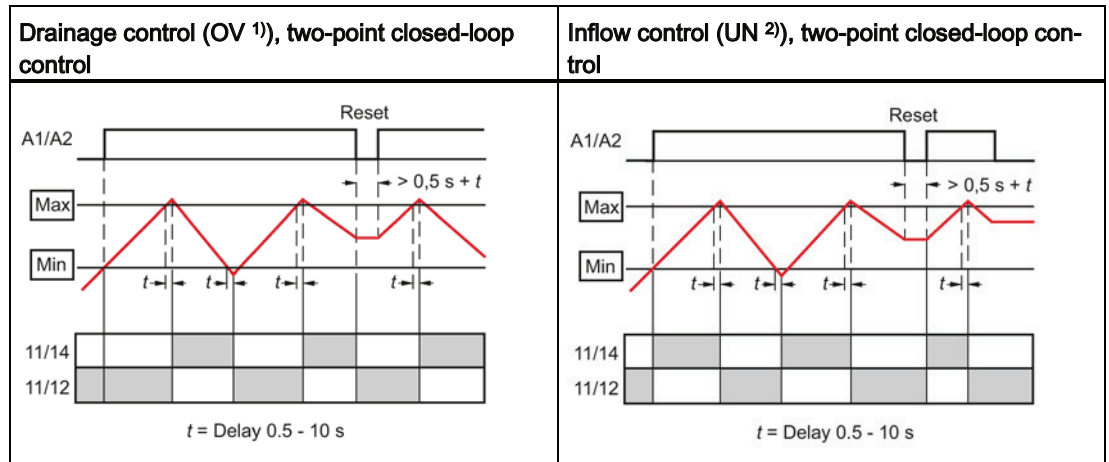 Drainage control (OV 1)), two-point closed-loop
control
Reset
A1/A2
> 0,5 s + t
Max
Min
t t t t
11/14
11/12
t = Delay 0.5 - 10 s
Inflow control (UN 2)), two-point closed-loop con-
trol
Reset
A1/A2
> 0,5 s + t
Max
Min
t t t t
11/14
11/12
t = Delay 0.5 - 10 s